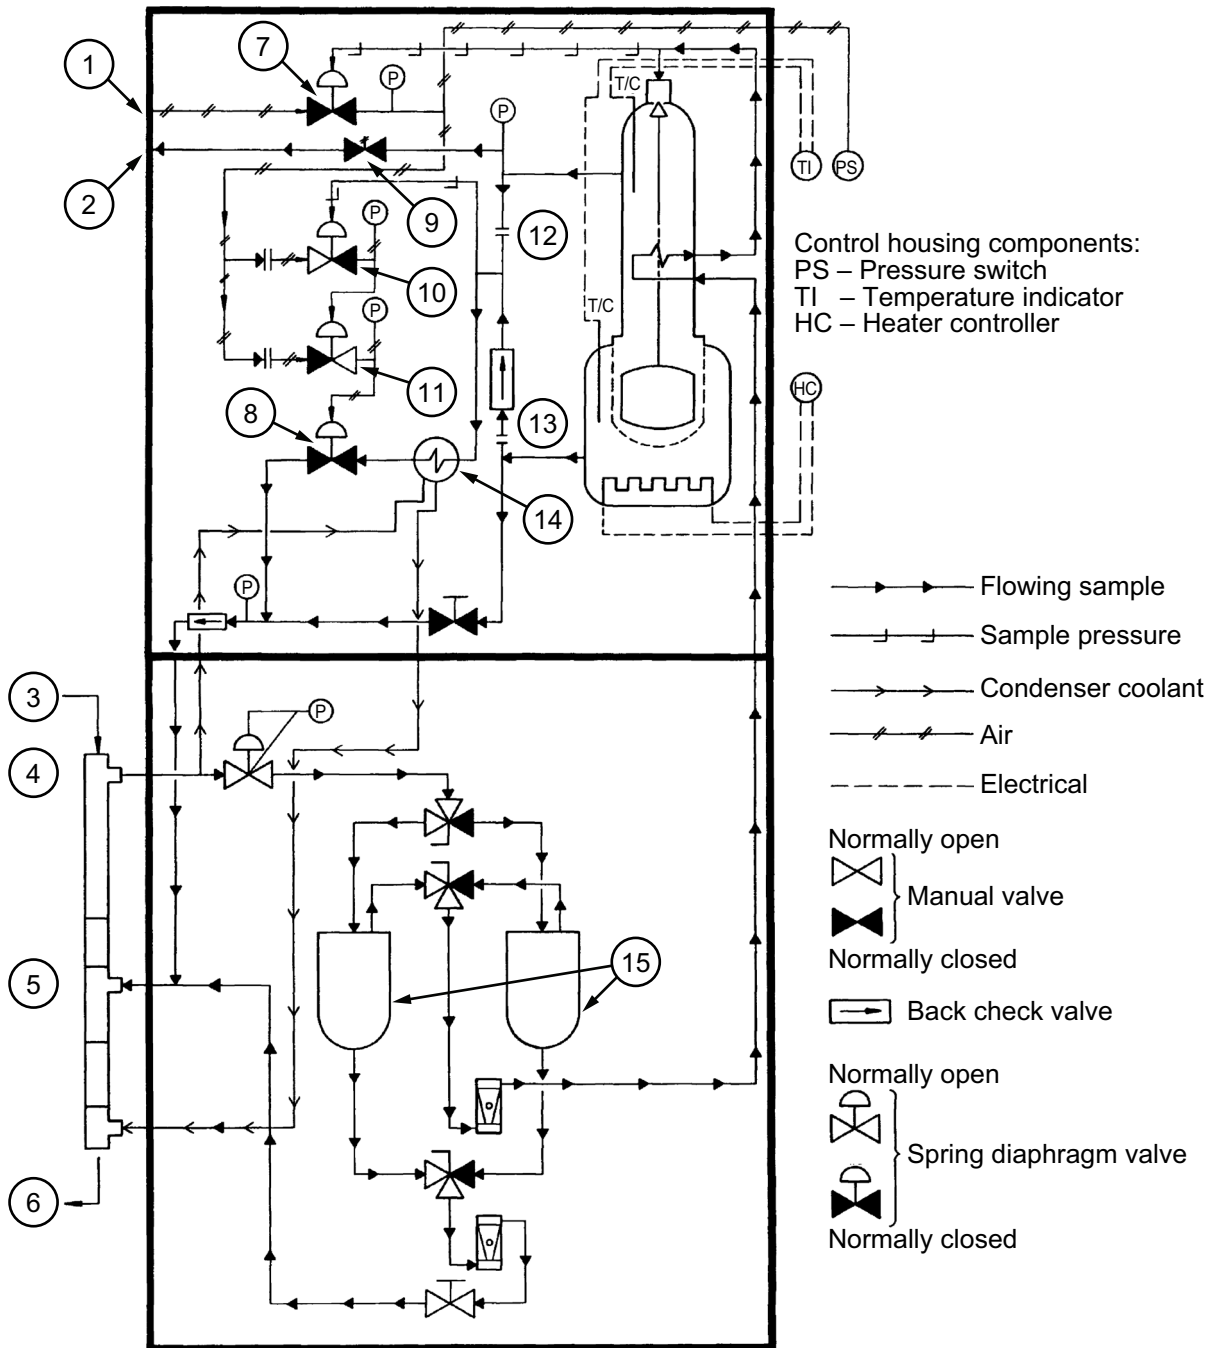 7
1
P
T/C
P
TI
PS
2
9
P
12
Control housing components:
PS – Pressure switch
TI – Temperature indicator
HC – Heater controller
10
P
T/C
11
HC
8
13
14
P
Flowing sample
Sample pressure
3
P
Condenser coolant
4
Air
Electrical
Normally open
Manual valve
Normally closed
5
15
Back check valve
Normally open
Spring diaphragm valve
6
Normally closed